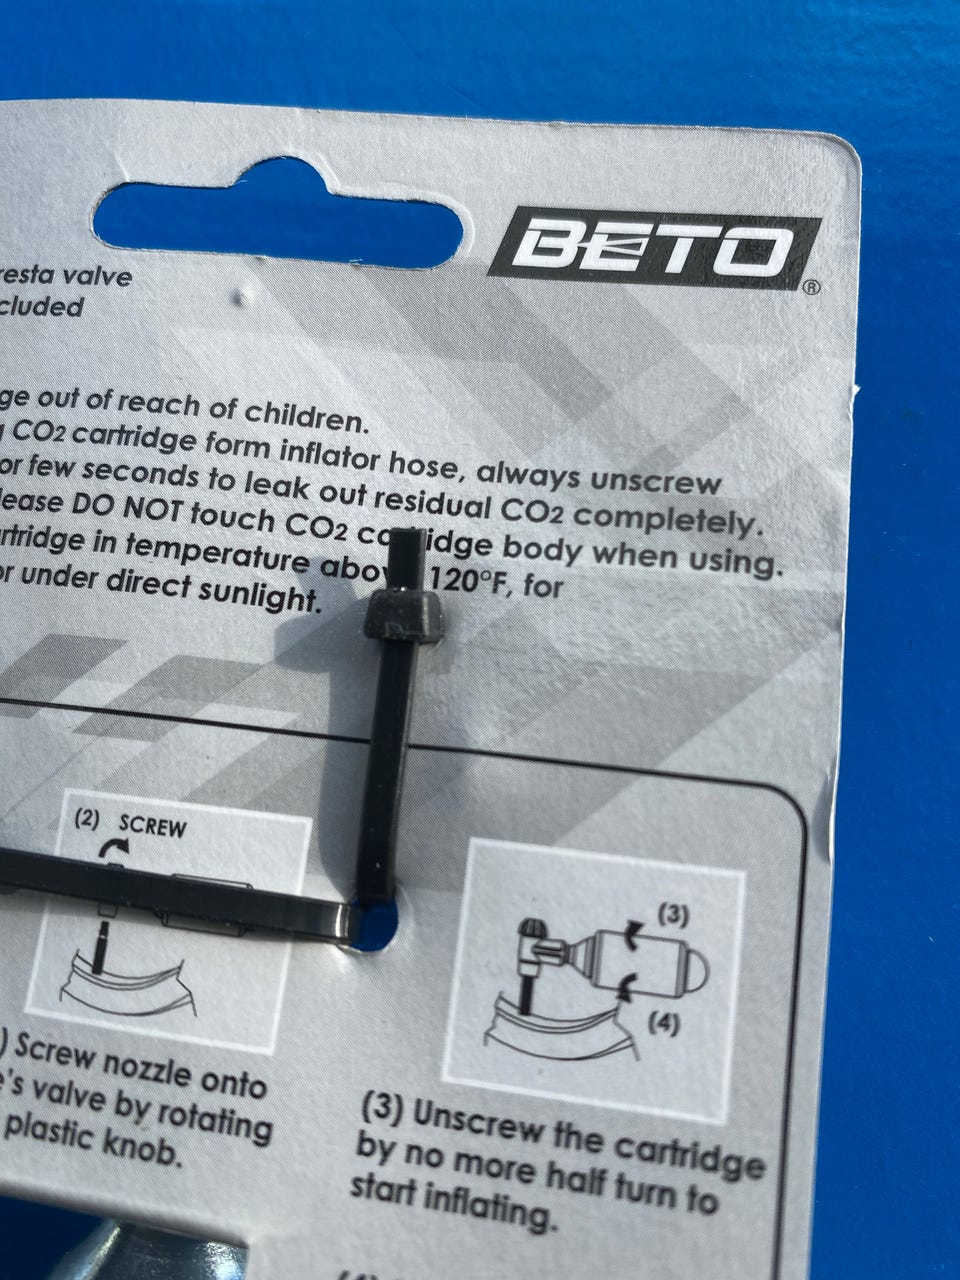 BETO
®
resta valve
cluded
ge out of reach of children.
g CO2 cartridge form inflator hose, always unscrew
or few seconds to leak out residual CO2 completely.
lease DO NOT touch CO2 ca idge body when using.
rtridge in temperature abov 120°F, for
or under direct sunlight.
(2) SCREW
(3)
(4)
) Screw nozzle onto
e's valve by rotating
plastic knob.
(3) Unscrew the cartridge
by no more half turn to
start inflating.